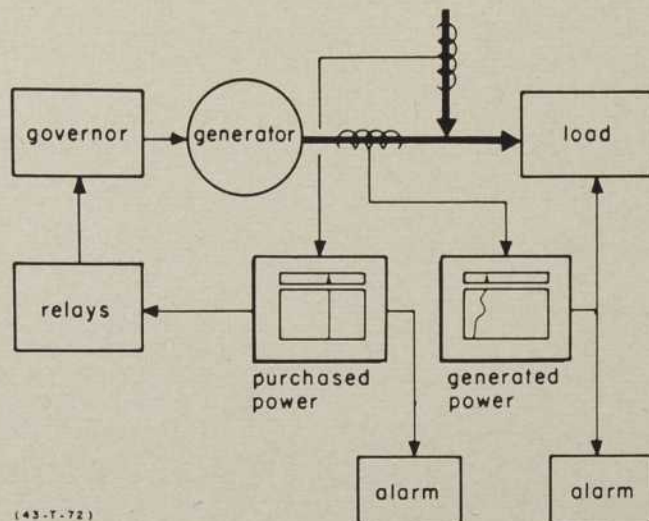 governor
generator
load
relays
purchased
power
generated
power
alarm
alarm
(43-T-72)